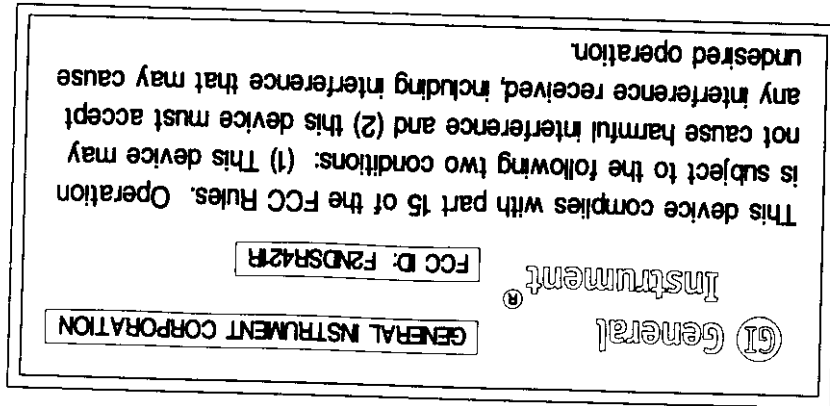 GI General
Instrument®
GENERAL INSTRUMENT CORPORATION
FCC ID: F2NDSR421R
This device complies with part 15 of the FCC Rules. Operation
is subject to the following two conditions: (1) This device may
not cause harmful interference and (2) this device must accept
any interference received, including interference that may cause
undesired operation.